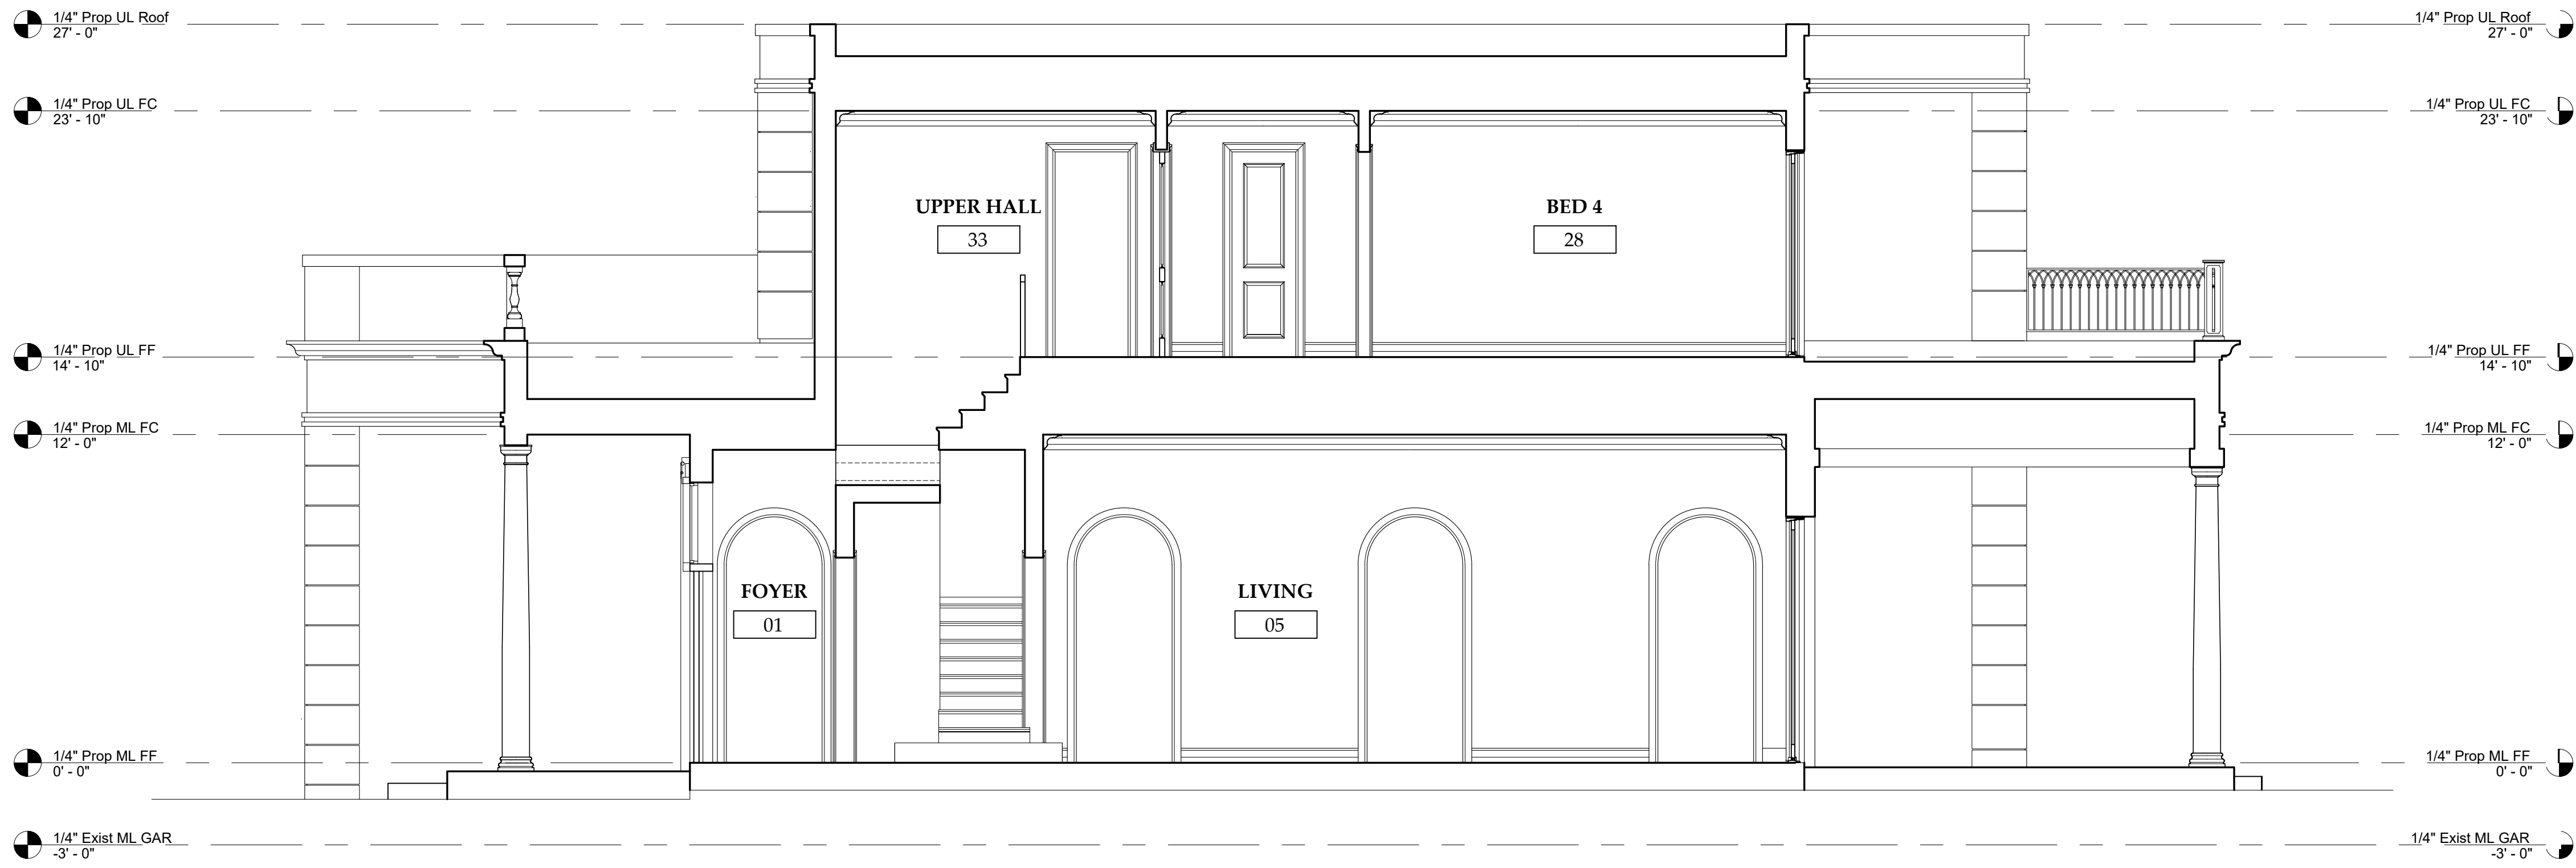 1/4" Prop UL Roof
27' - 0"
1/4" Prop UL Roof
27' - 0"
1/4" Prop UL FC
23' - 10"
1/4" Prop UL FC
23' - 10"
UPPER HALL
33
BED 4
28
1/4" Prop UL FF
14' - 10"
1/4" Prop UL FF
14' - 10"
1/4" Prop ML FC
12' - 0"
1/4" Prop ML FC
12' - 0"
FOYER
01
LIVING
05
1/4" Prop ML FF
0' - 0"
1/4" Prop ML FF
0' - 0"
1/4" Exist ML GAR
-3' - 0"
1/4" Exist ML GAR
-3' - 0"